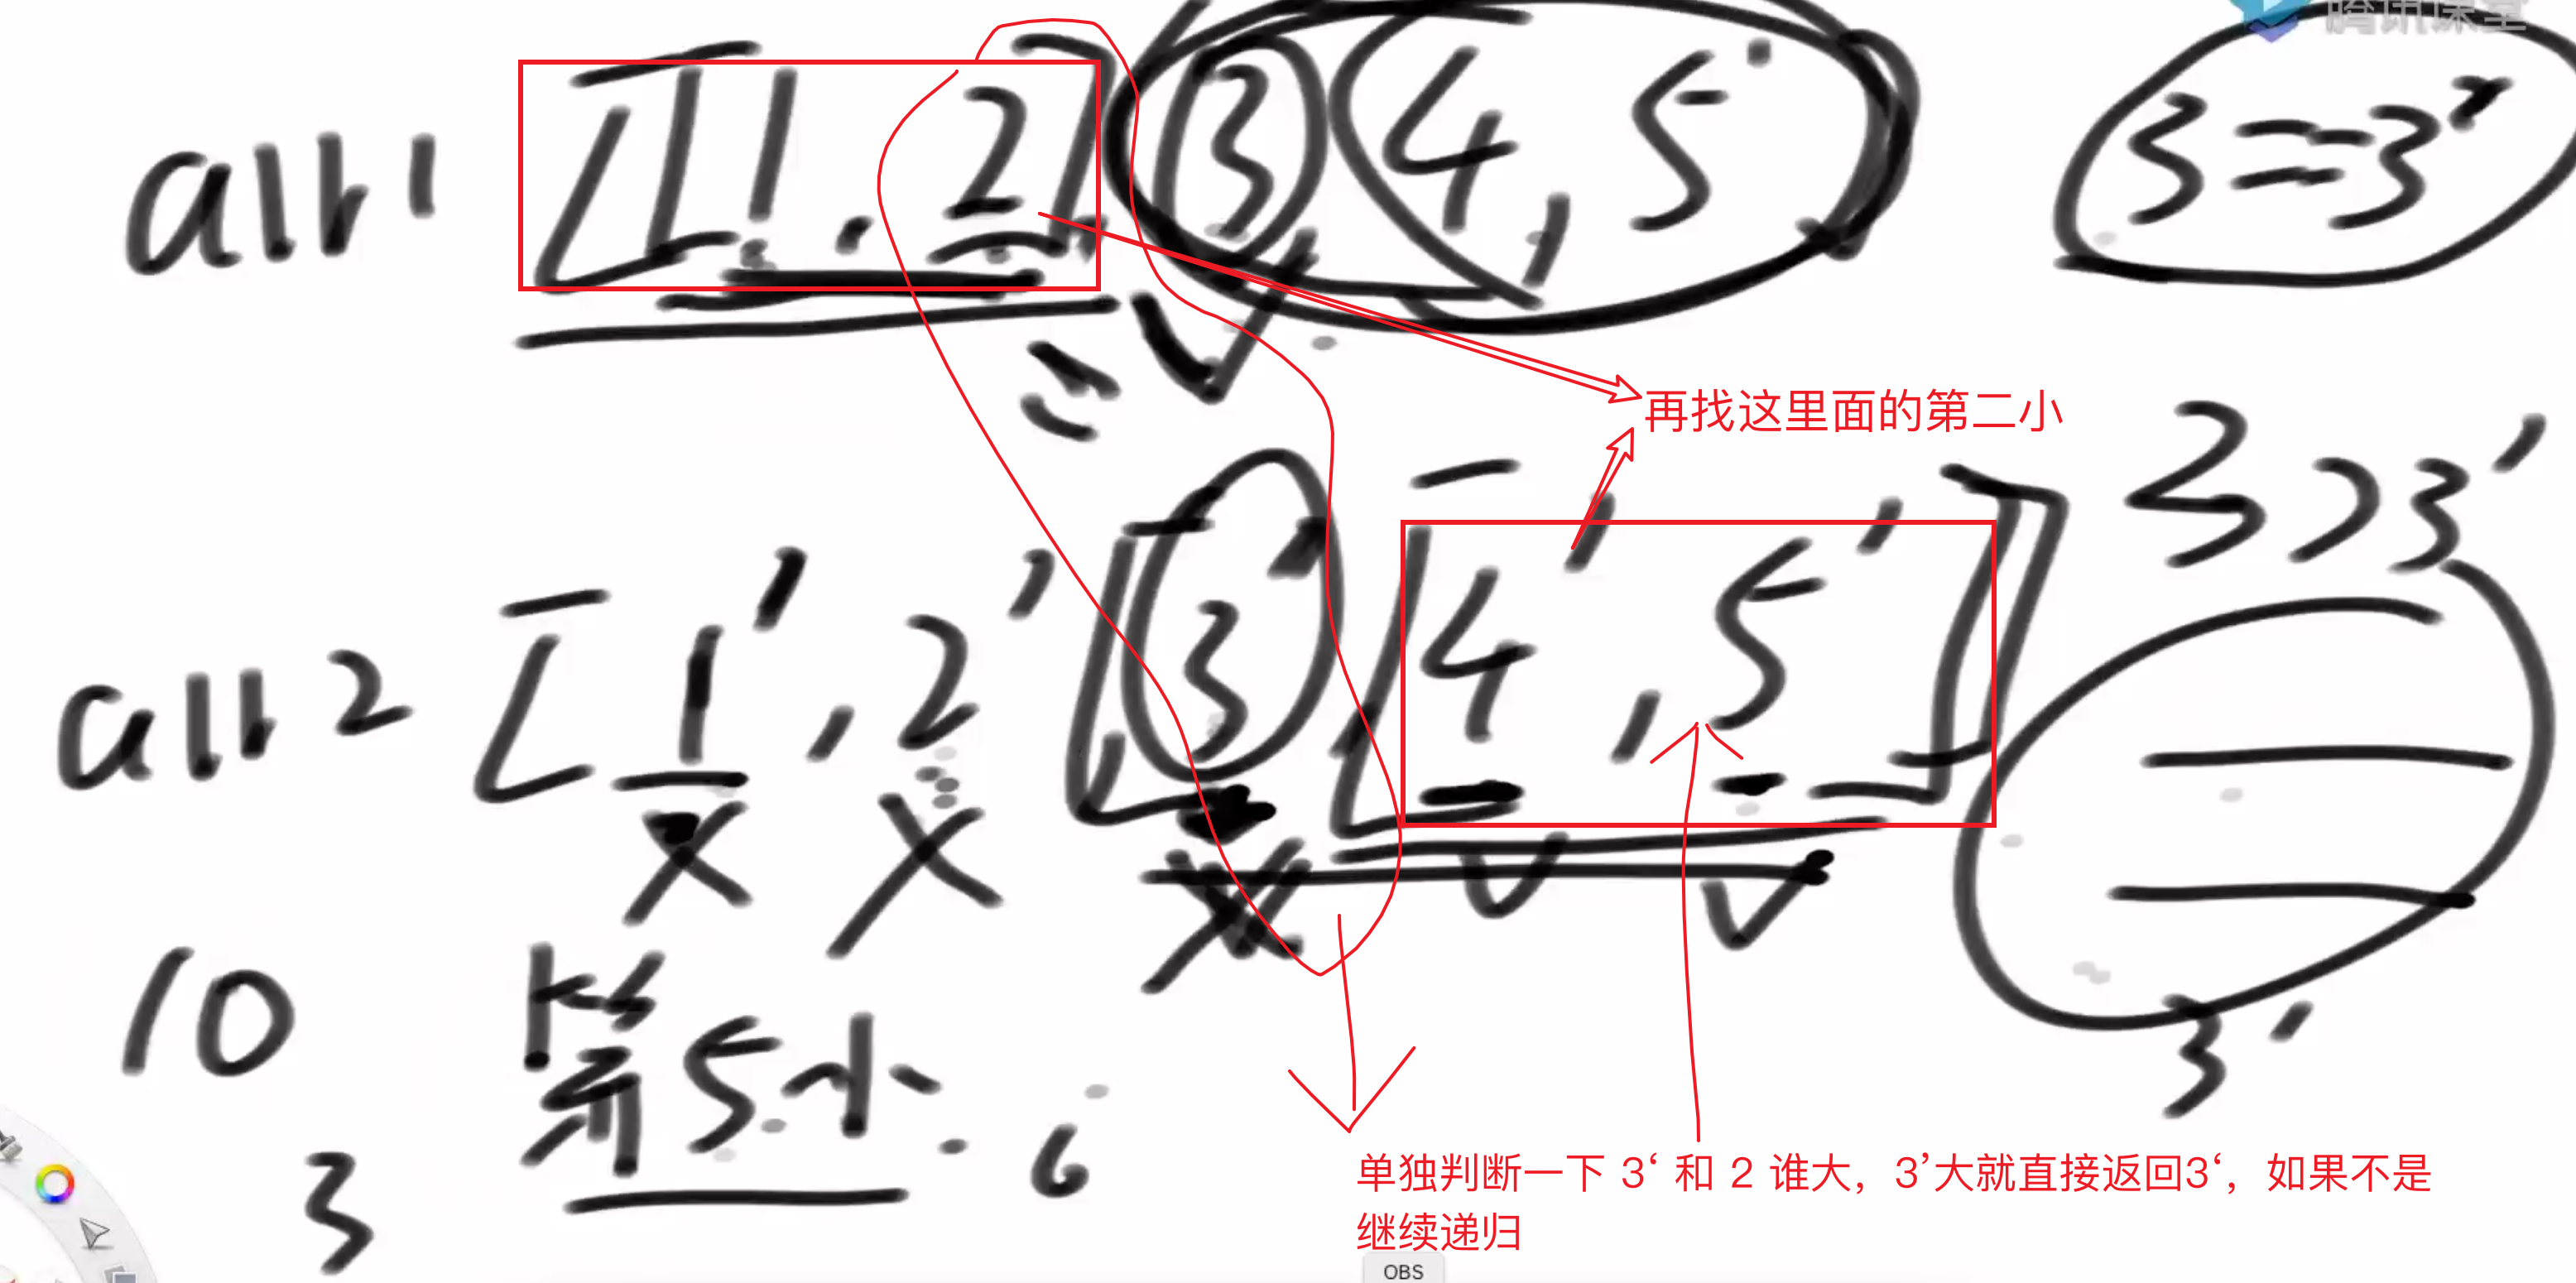 腾讯课堂
arr1 [ 1, 2, 3, 4, 5
3==3'
再找这里面的第二小
arr2 [ 1', 2', 3', 4', 5' ]
3>3'
10
第5小
3'
6
3
单独判断一下 3‘ 和 2 谁大，3’大就直接返回3‘，如果不是
继续递归
OBS